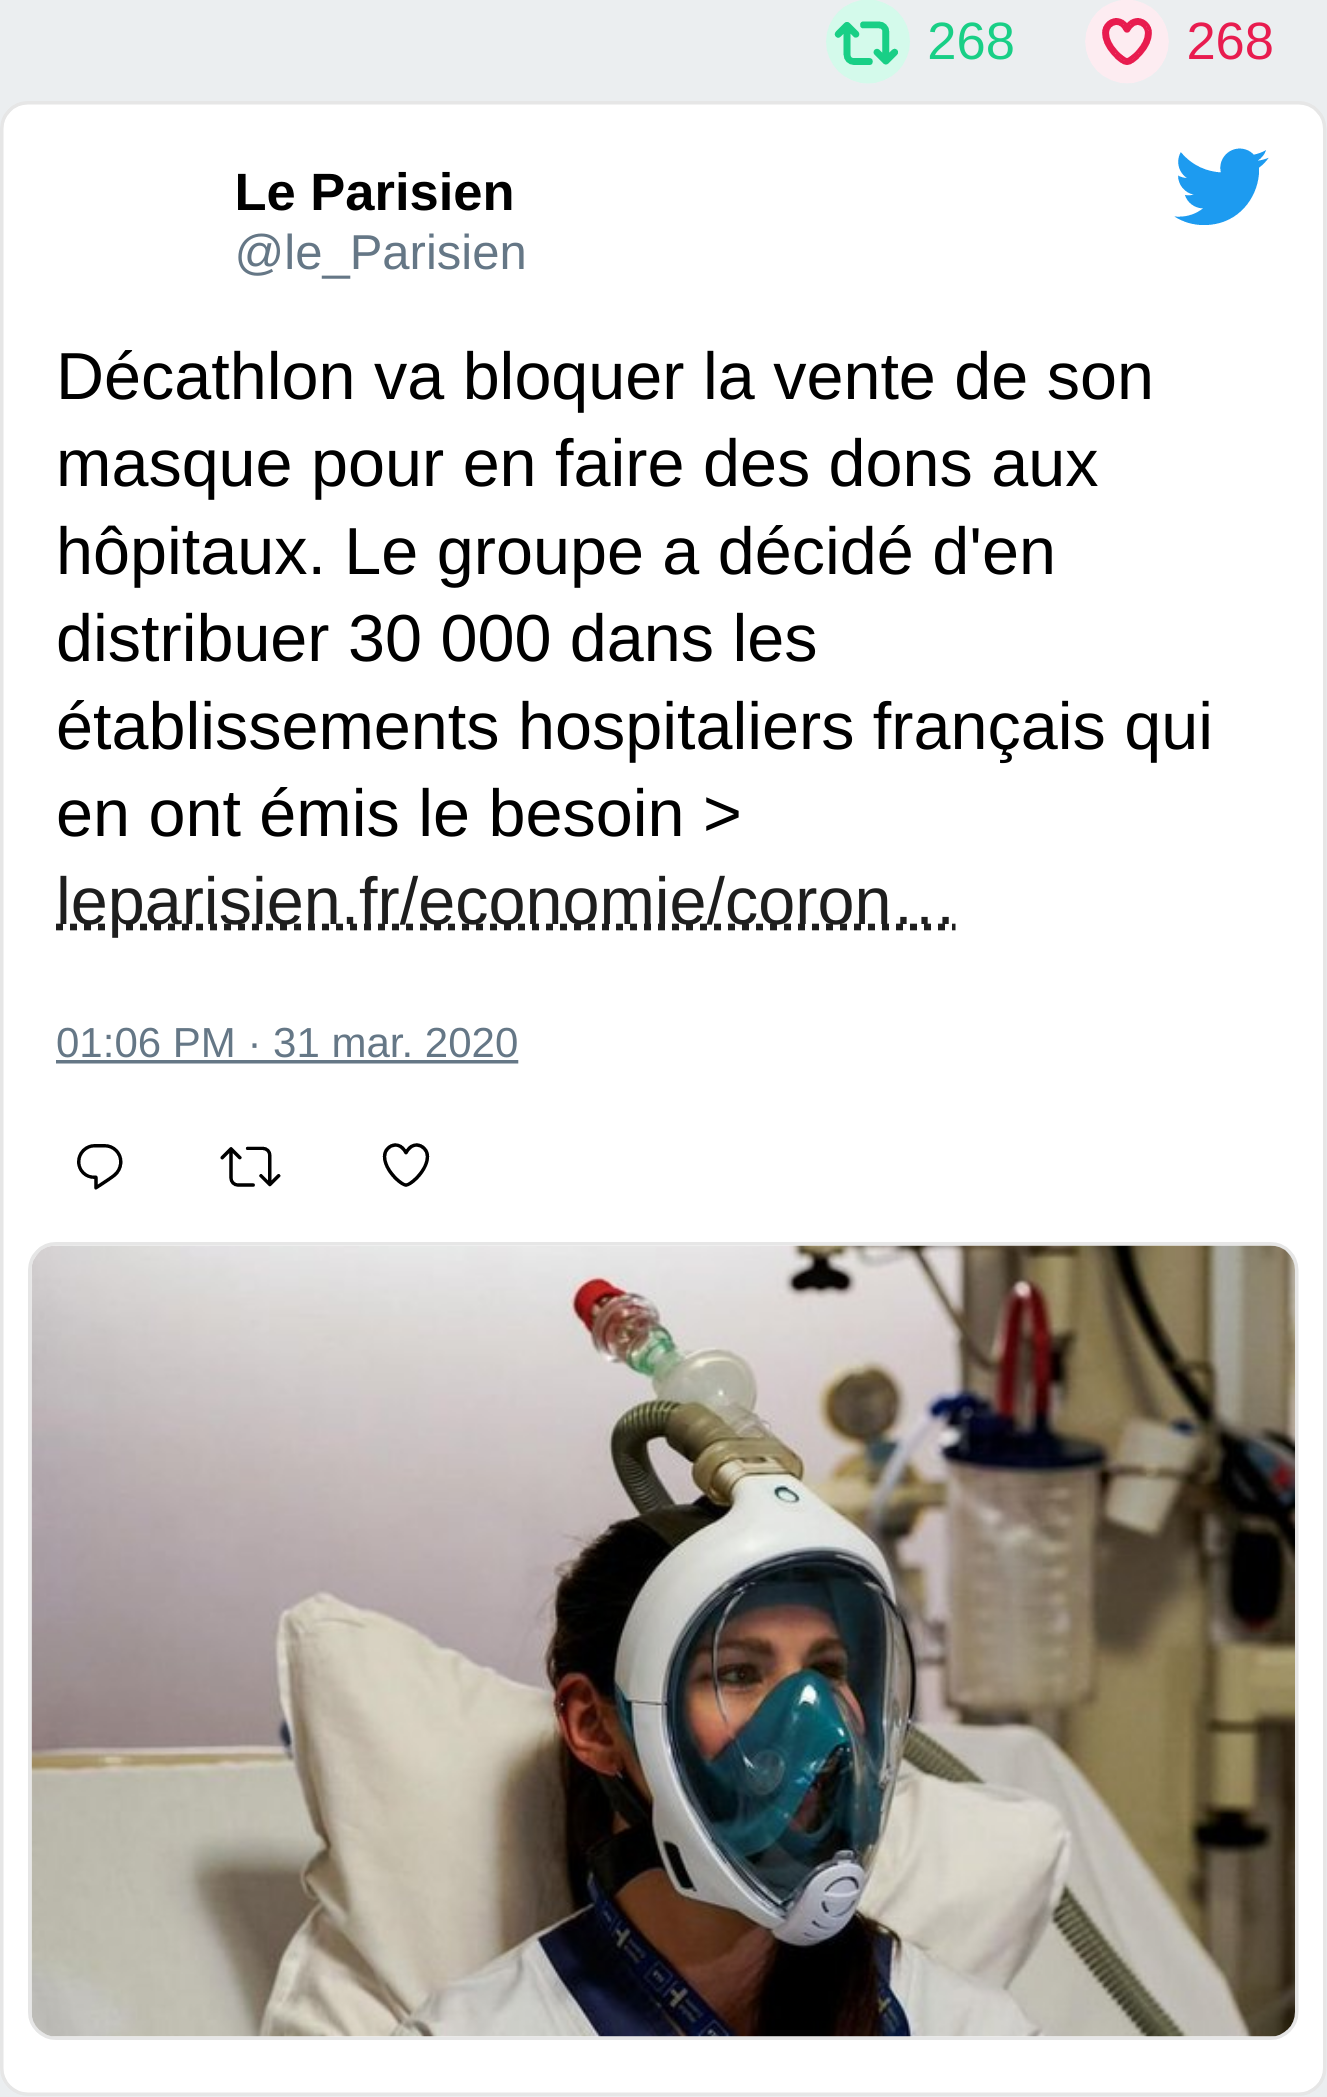 268 268
Le Parisien
@le_Parisien
Décathlon va bloquer la vente de son
masque pour en faire des dons aux
hôpitaux. Le groupe a décidé d'en
distribuer 30 000 dans les
établissements hospitaliers français qui
en ont émis le besoin >
leparisien.fr/economie/coron...
01:06 PM · 31 mar. 2020